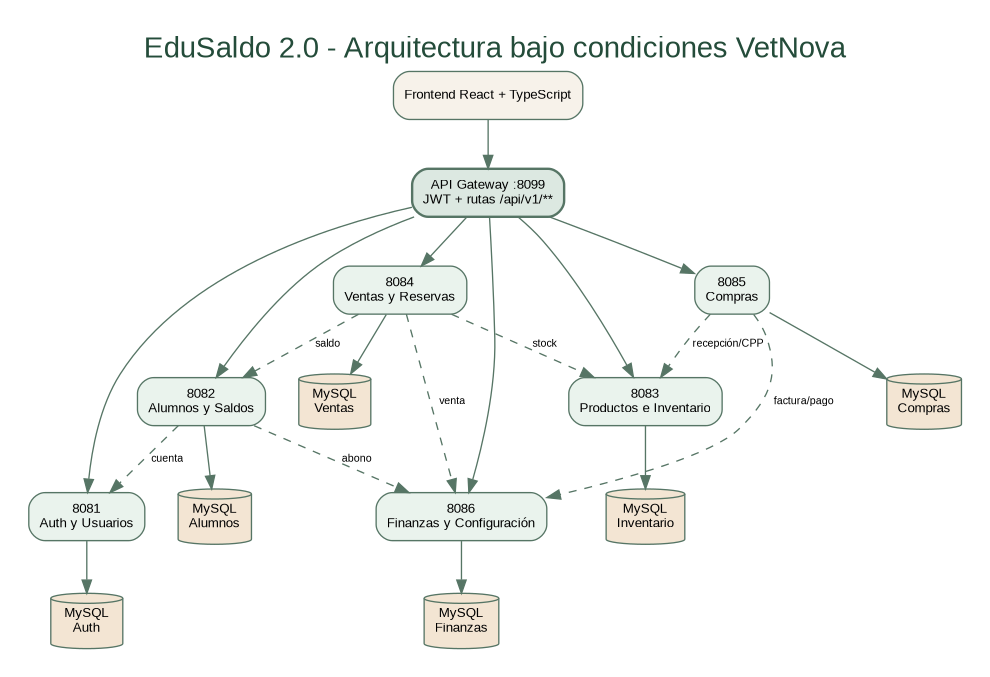 EduSaldo 2.0 - Arquitectura bajo condiciones VetNova
Frontend React + TypeScript
API Gateway :8099
JWT + rutas /api/v1/**
8084
Ventas y Reservas
8085
Compras
saldo
stock
recepción/CPP
8082
Alumnos y Saldos
MySQL
Ventas
venta
8083
Productos e Inventario
factura/pago
MySQL
Compras
cuenta
abono
8081
Auth y Usuarios
MySQL
Alumnos
8086
Finanzas y Configuración
MySQL
Inventario
MySQL
Auth
MySQL
Finanzas